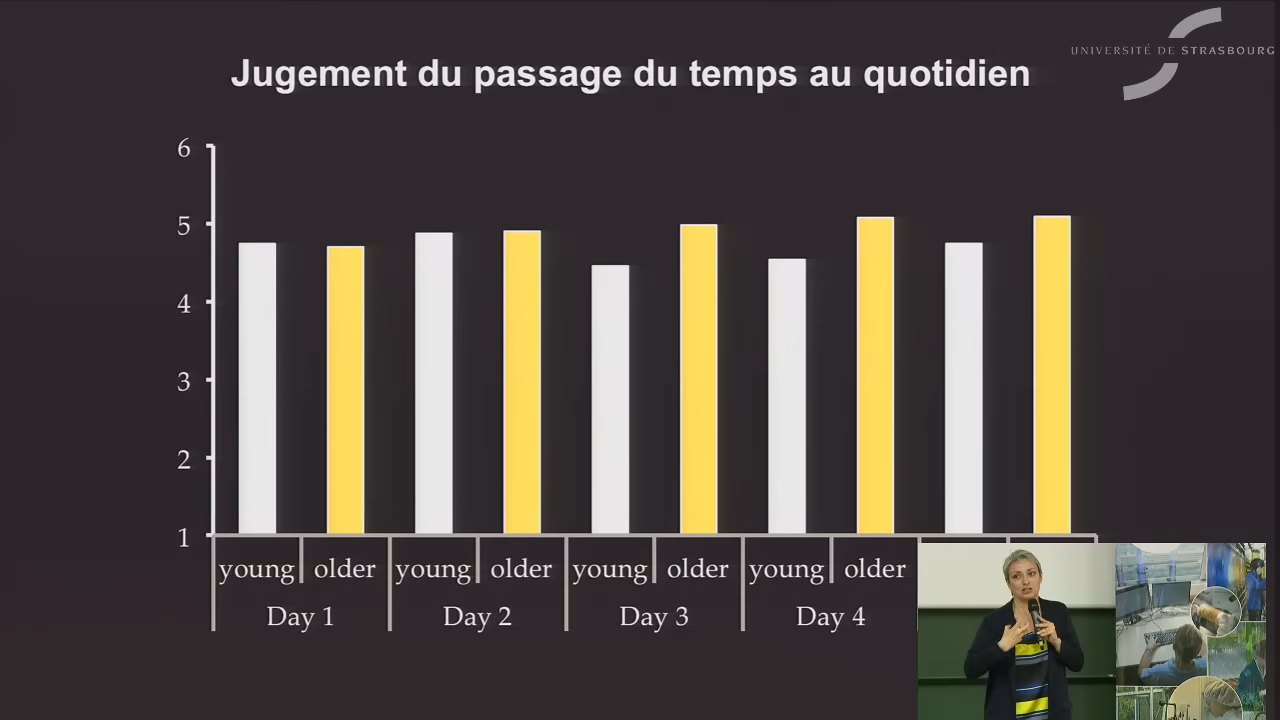 UNIVERSITÉ DE STRASBOURG
Jugement du passage du temps au quotidien
6
5
4
3
2
1
young older young older young older young older
Day 1 Day 2 Day 3 Day 4